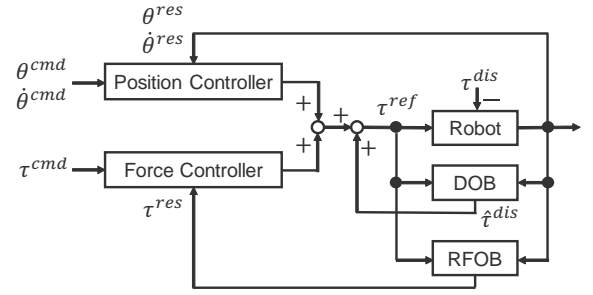 θ^{res}
θ̇^{res}
θ^{cmd}
θ̇^{cmd}
Position Controller
+
+
τ^{ref}
τ^{dis}
−
Robot
+
+
τ^{cmd}
Force Controller
τ^{res}
DOB
τ̂^{dis}
RFOB